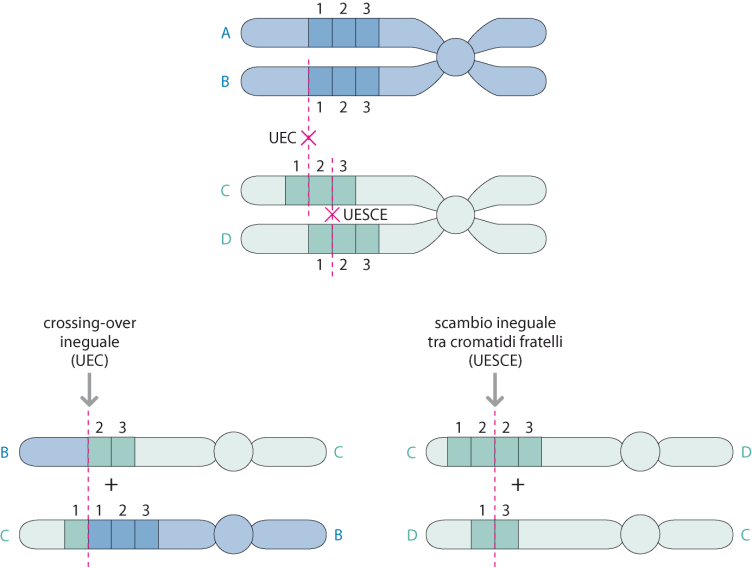 1 2 3
A
B
1 2 3
UEC
1 2 3
C
UESCE
D
1 2 3
crossing-over
ineguale
(UEC)
scambio ineguale
tra cromatidi fratelli
(UESCE)
2 3
B C
+
1 1 2 3
C B
1 2 2 3
C D
+
1 3
D C